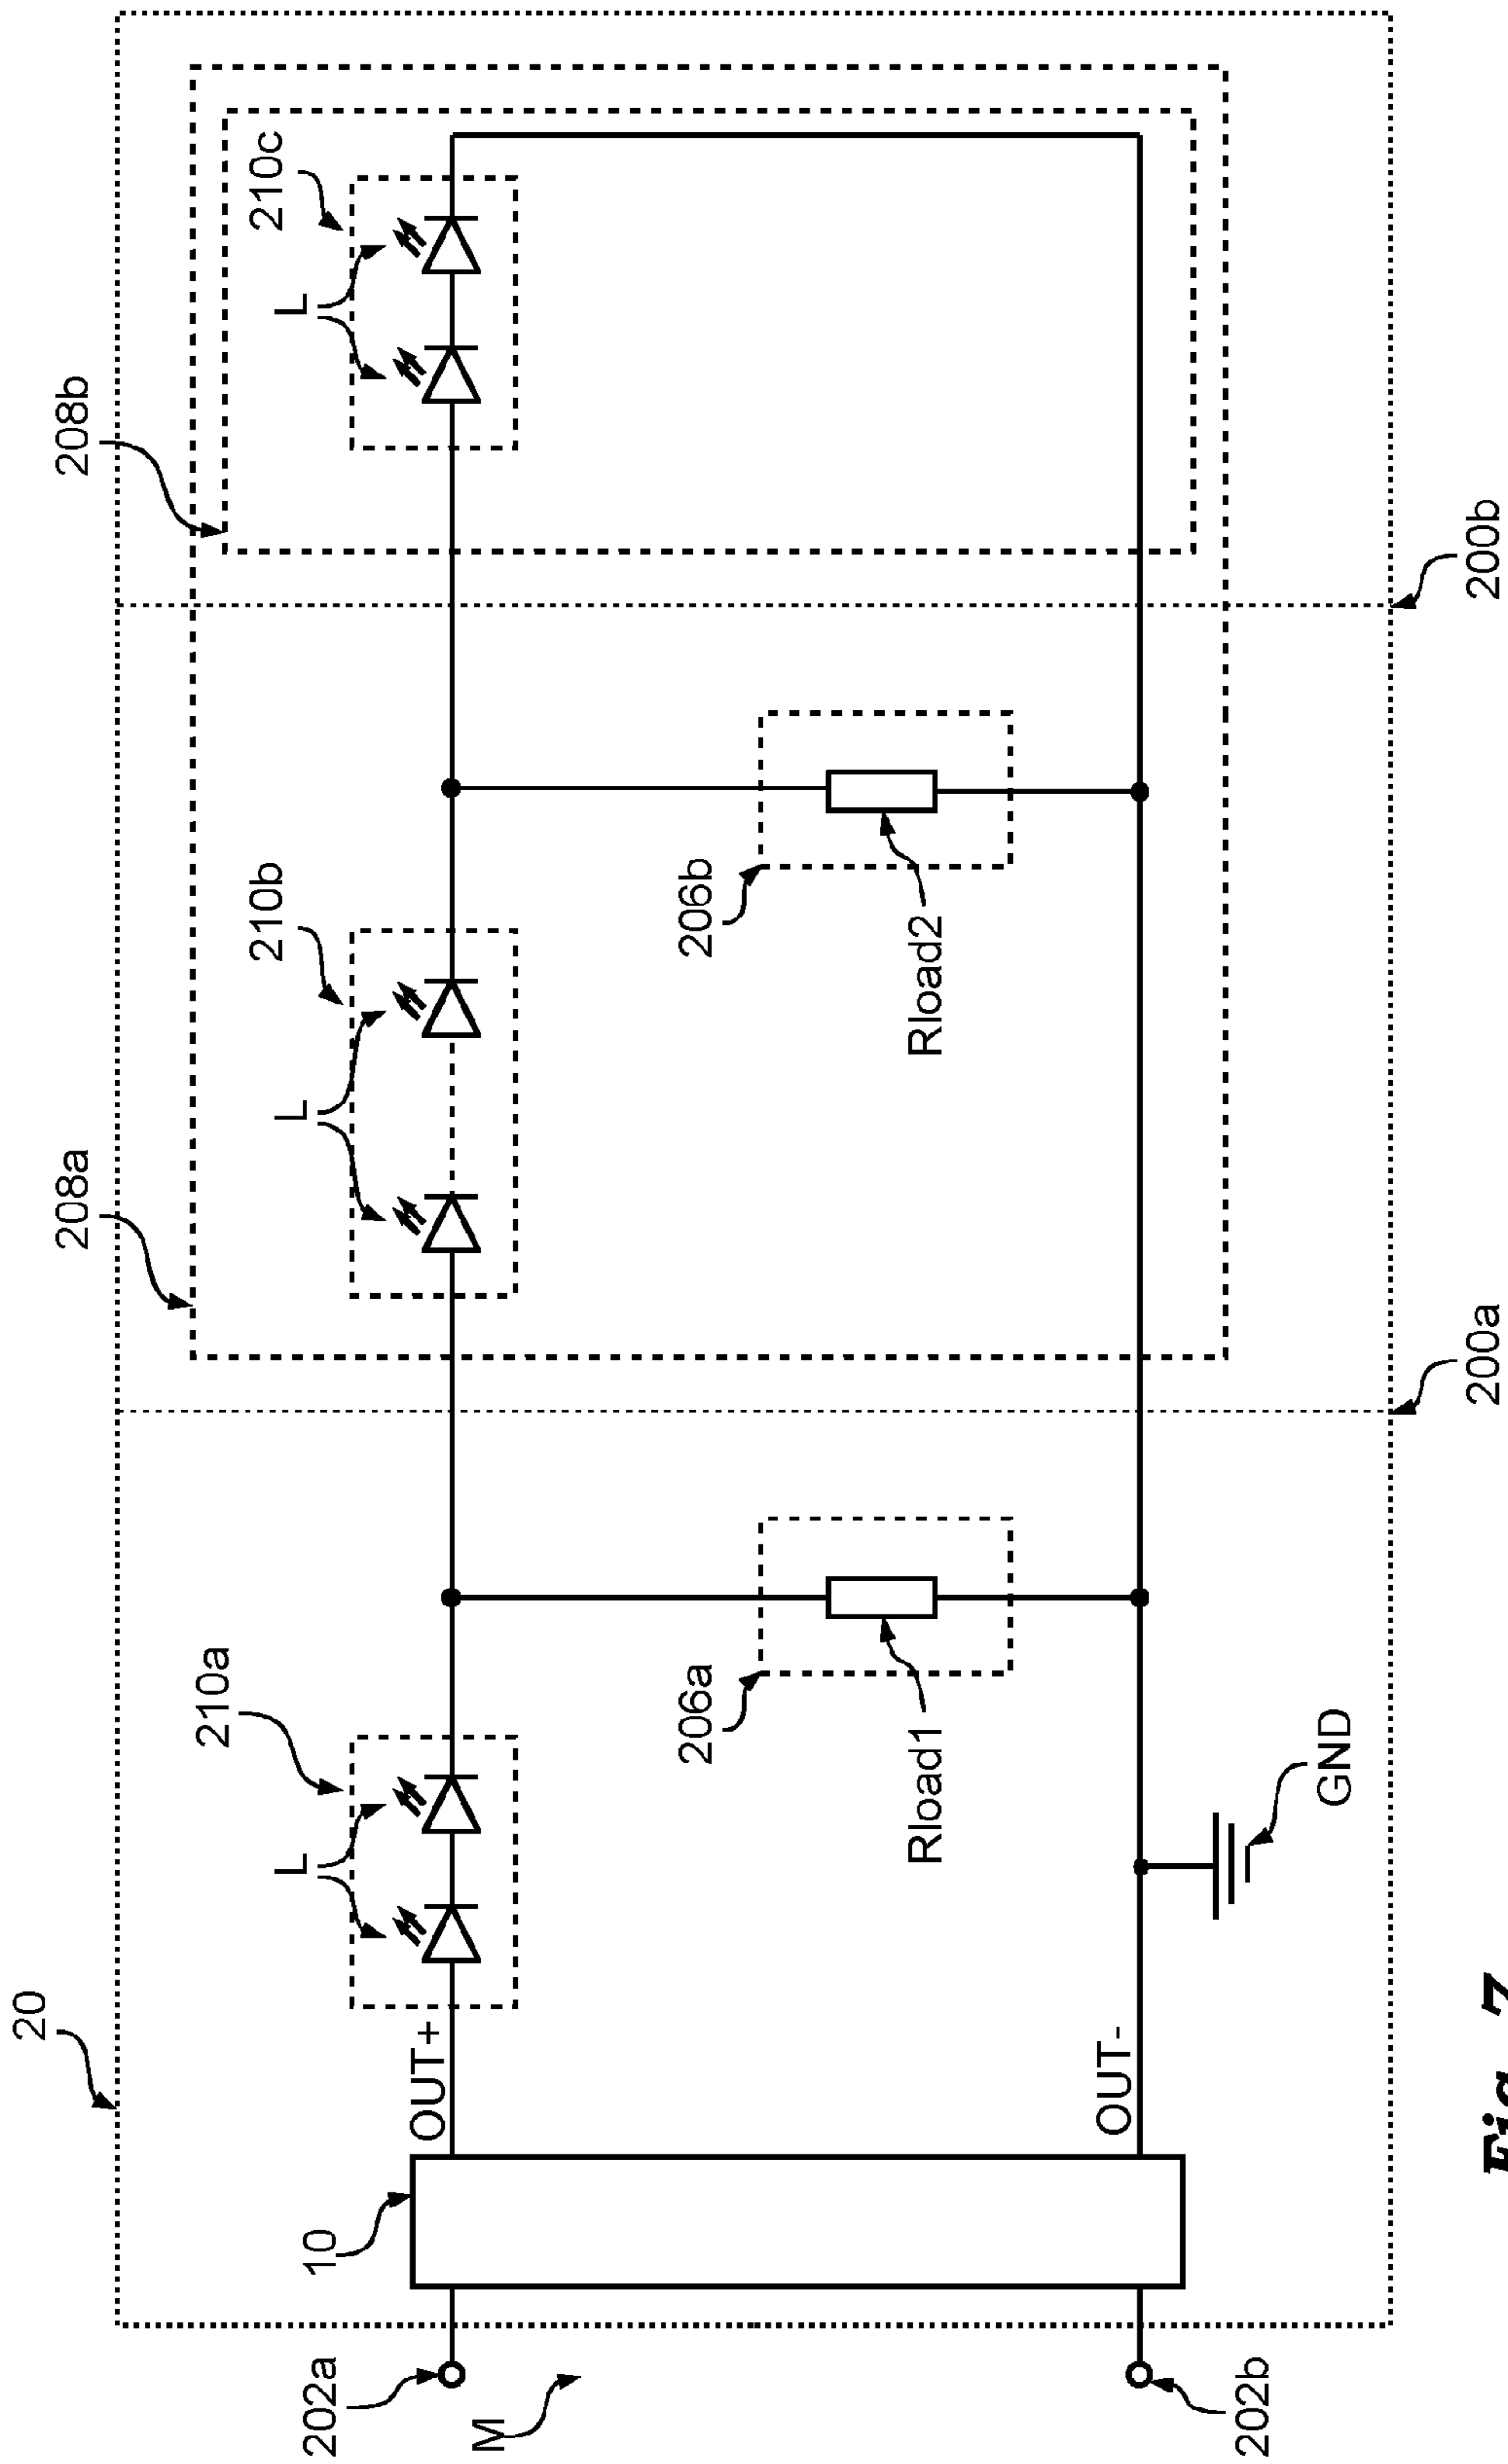 20
208a
208b
210a
210b
210c
L
L
L
202a
10
OUT+
M
206a
206b
Rload1
Rload2
OUT-
202b
GND
200a
200b
Fig. 7